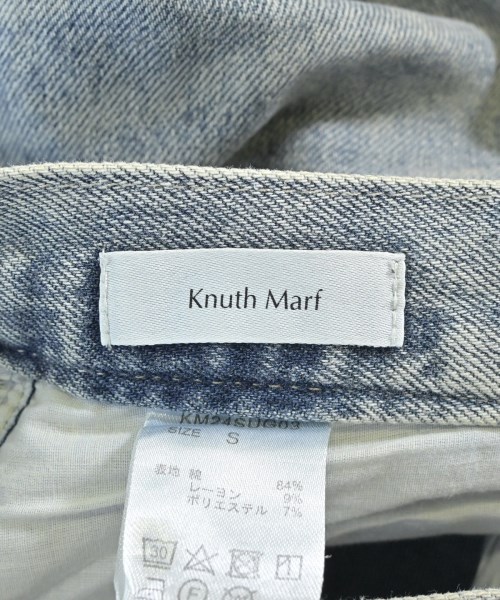 Knuth Marf
KM24SUG03
SIZE S
表地 綿 84%
レーヨン 9%
ポリエステル 7%
30
F